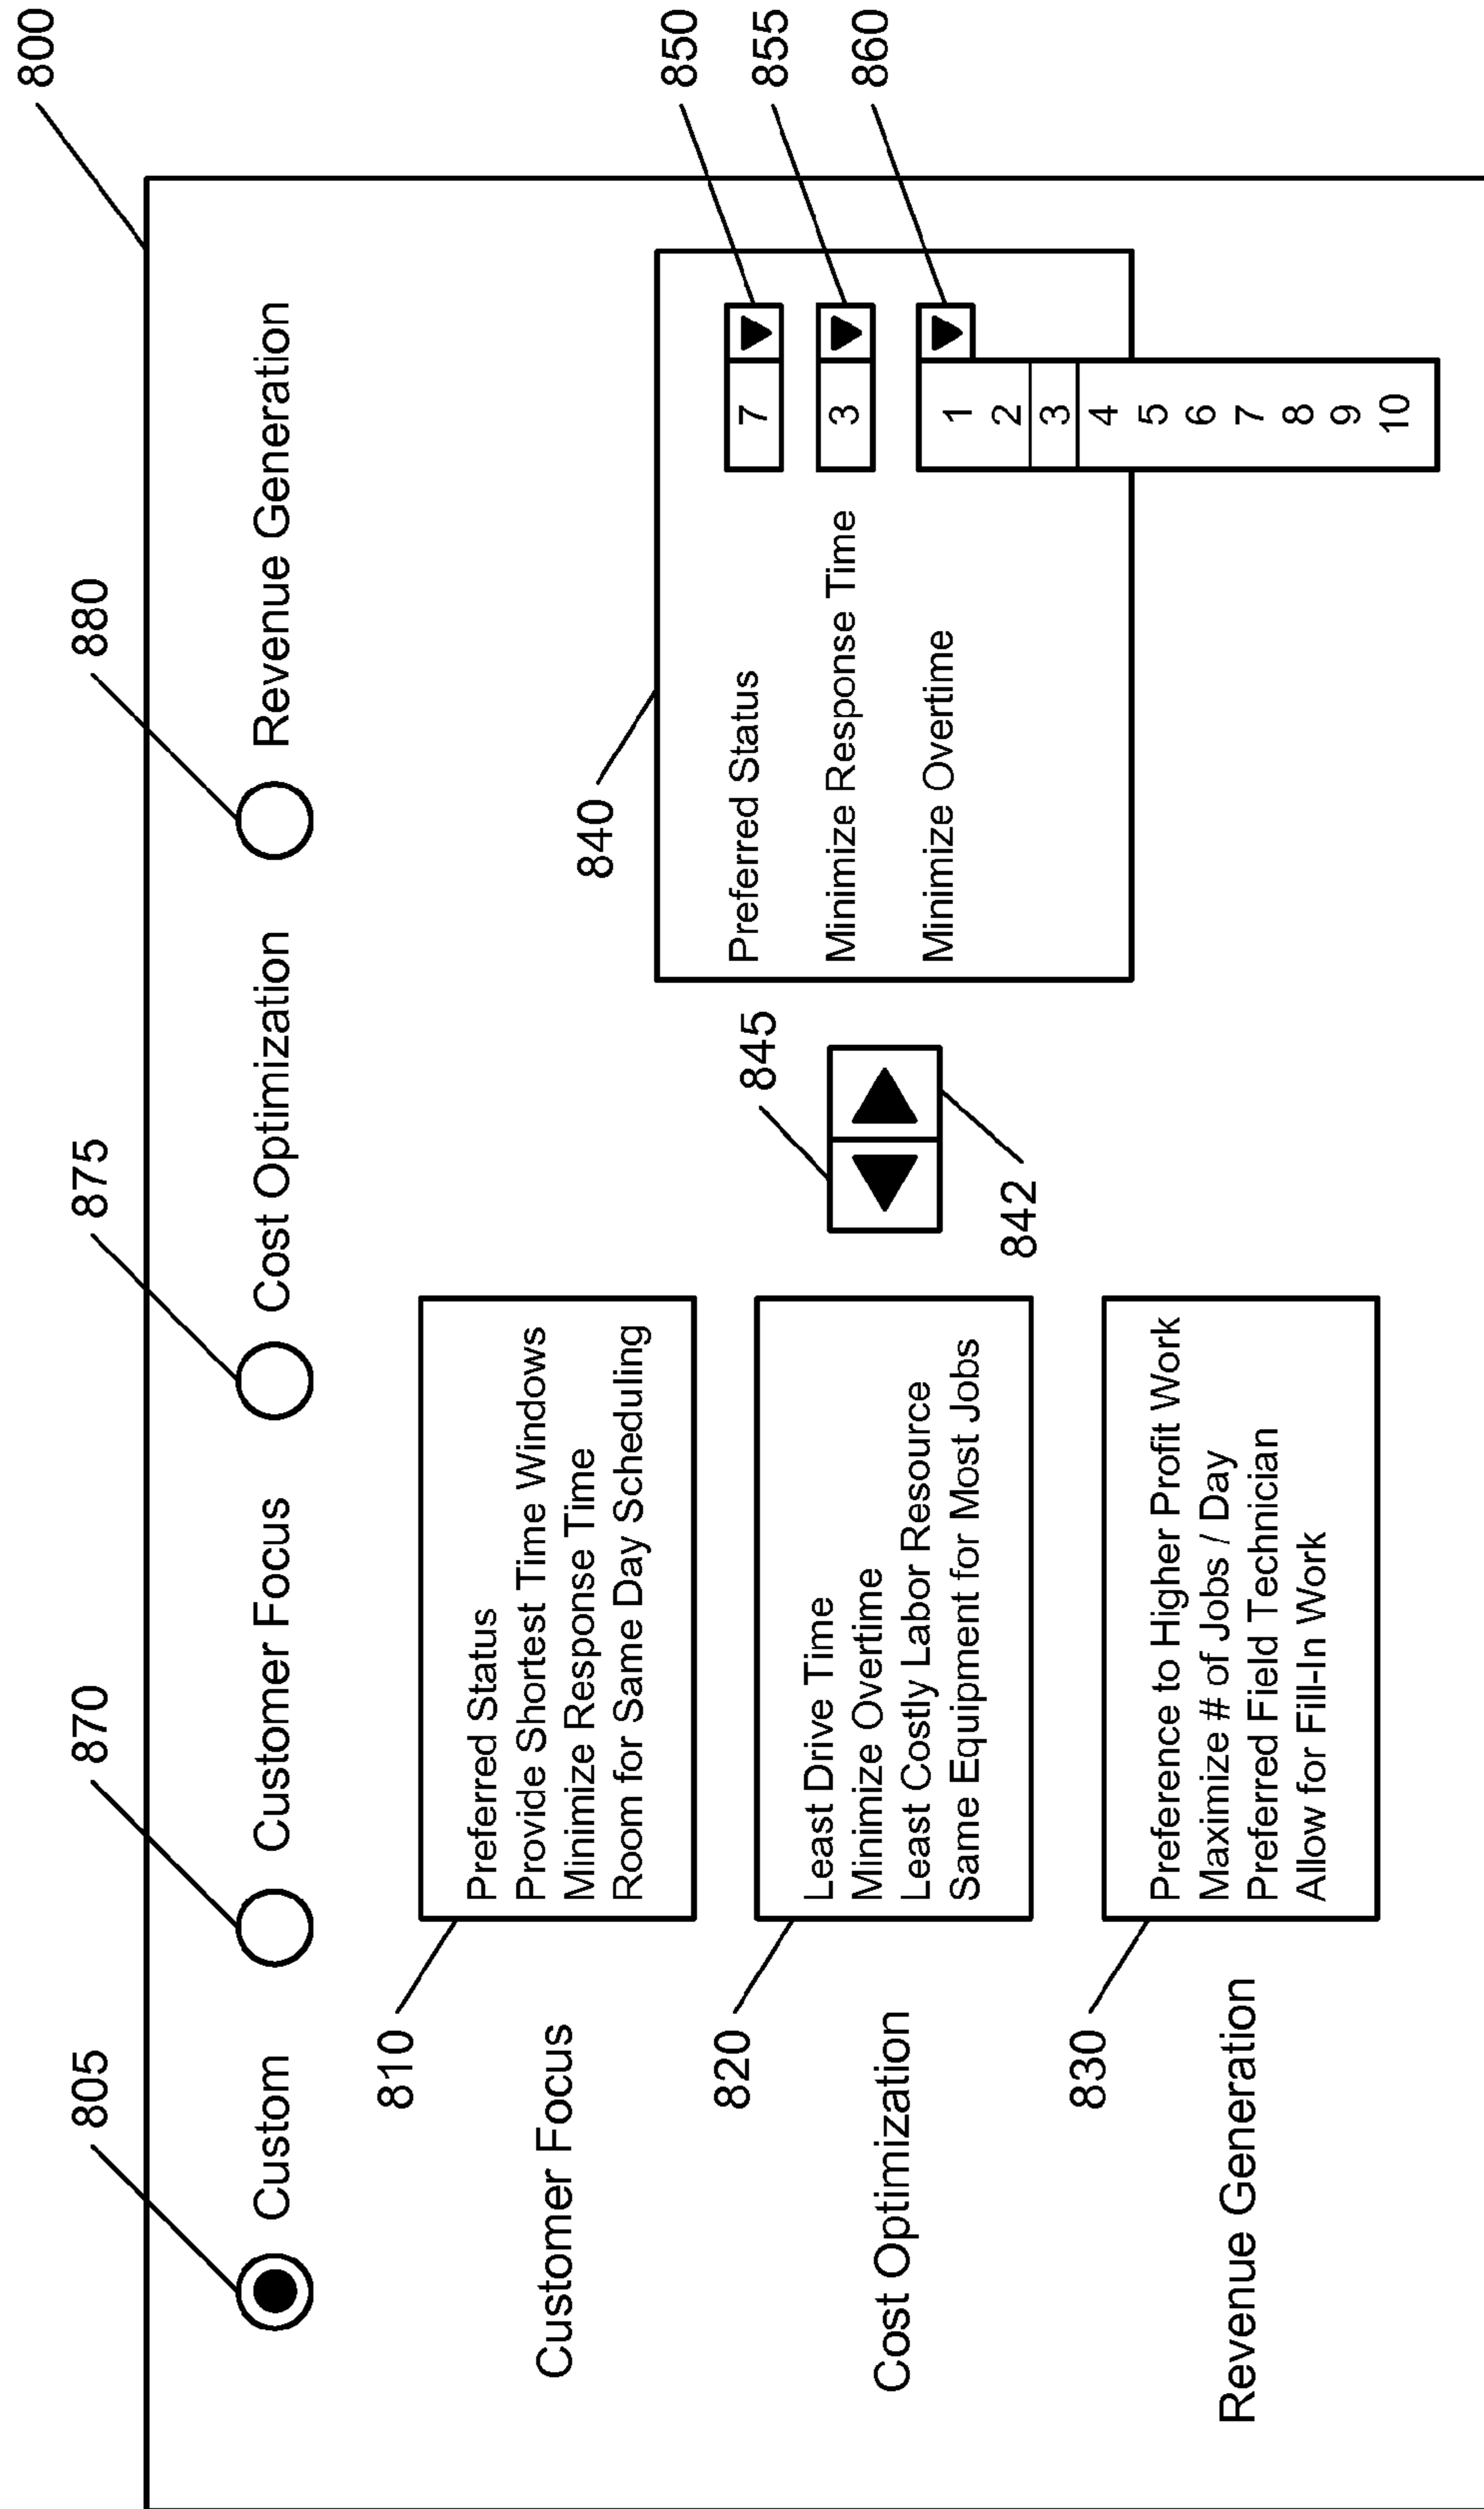 800
805
870
875
880
Custom
Customer Focus
Cost Optimization
Revenue Generation
810
Customer Focus
Preferred Status
Provide Shortest Time Windows
Minimize Response Time
Room for Same Day Scheduling
820
Cost Optimization
Least Drive Time
Minimize Overtime
Least Costly Labor Resource
Same Equipment for Most Jobs
830
Revenue Generation
Preference to Higher Profit Work
Maximize # of Jobs / Day
Preferred Field Technician
Allow for Fill-In Work
845
842
840
Preferred Status
7
850
Minimize Response Time
3
855
Minimize Overtime
860
1
2
3
4
5
6
7
8
9
10